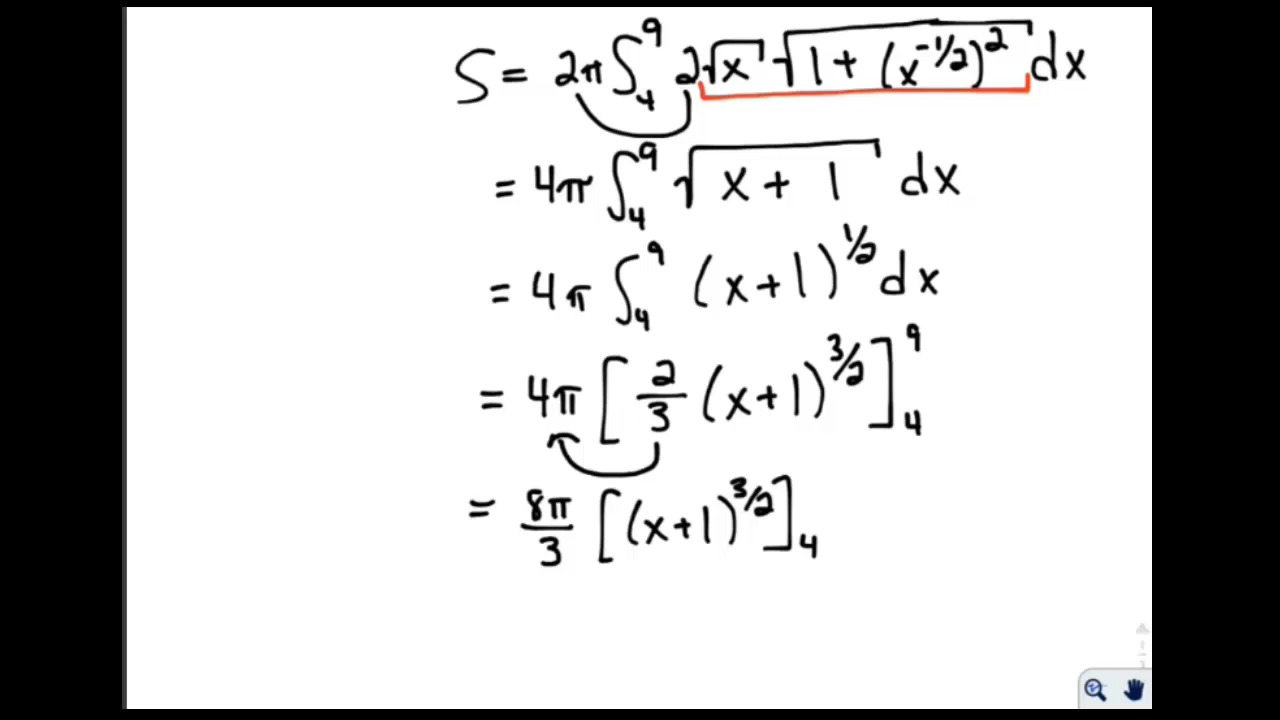 S = 2π ∫₄⁹ 2√x √(1 + (x^(-1/2))²) dx
= 4π ∫₄⁹ √(x + 1) dx
= 4π ∫₄⁹ (x+1)^(1/2) dx
= 4π [ 2/3 (x+1)^(3/2) ]₄⁹
= 8π/3 [(x+1)^(3/2)]₄